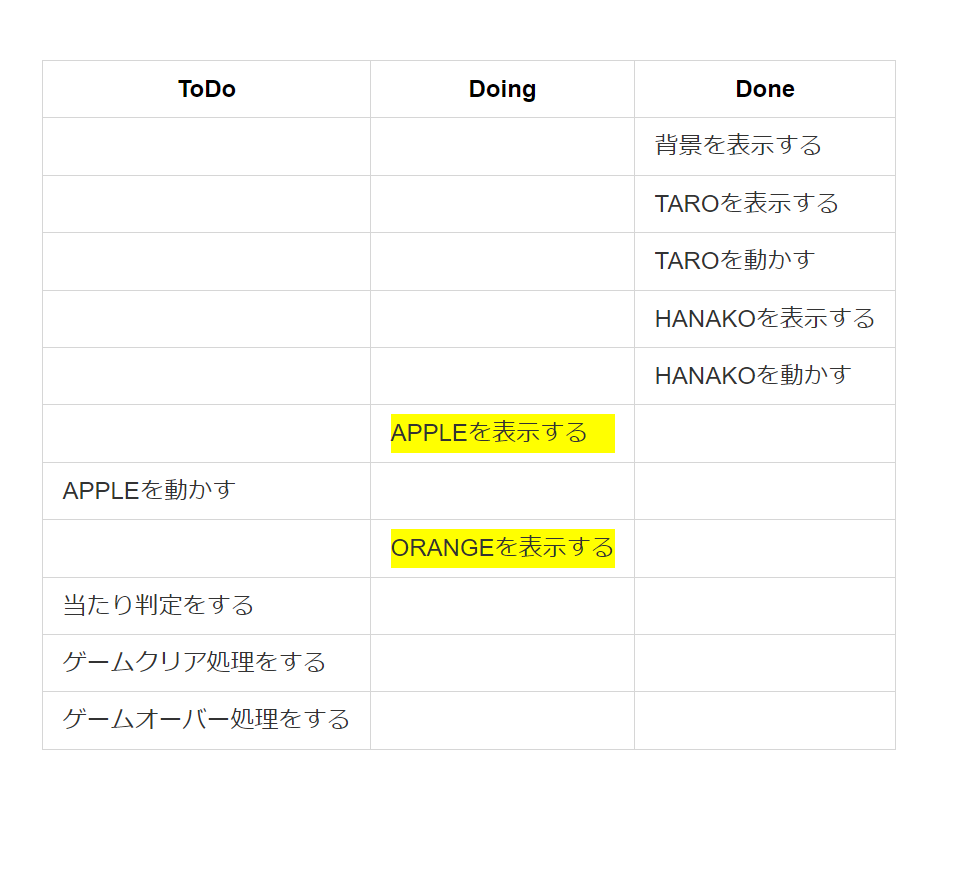 ToDo Doing Done
背景を表示する
TAROを表示する
TAROを動かす
HANAKOを表示する
HANAKOを動かす
APPLEを表示する
APPLEを動かす
ORANGEを表示する
当たり判定をする
ゲームクリア処理をする
ゲームオーバー処理をする